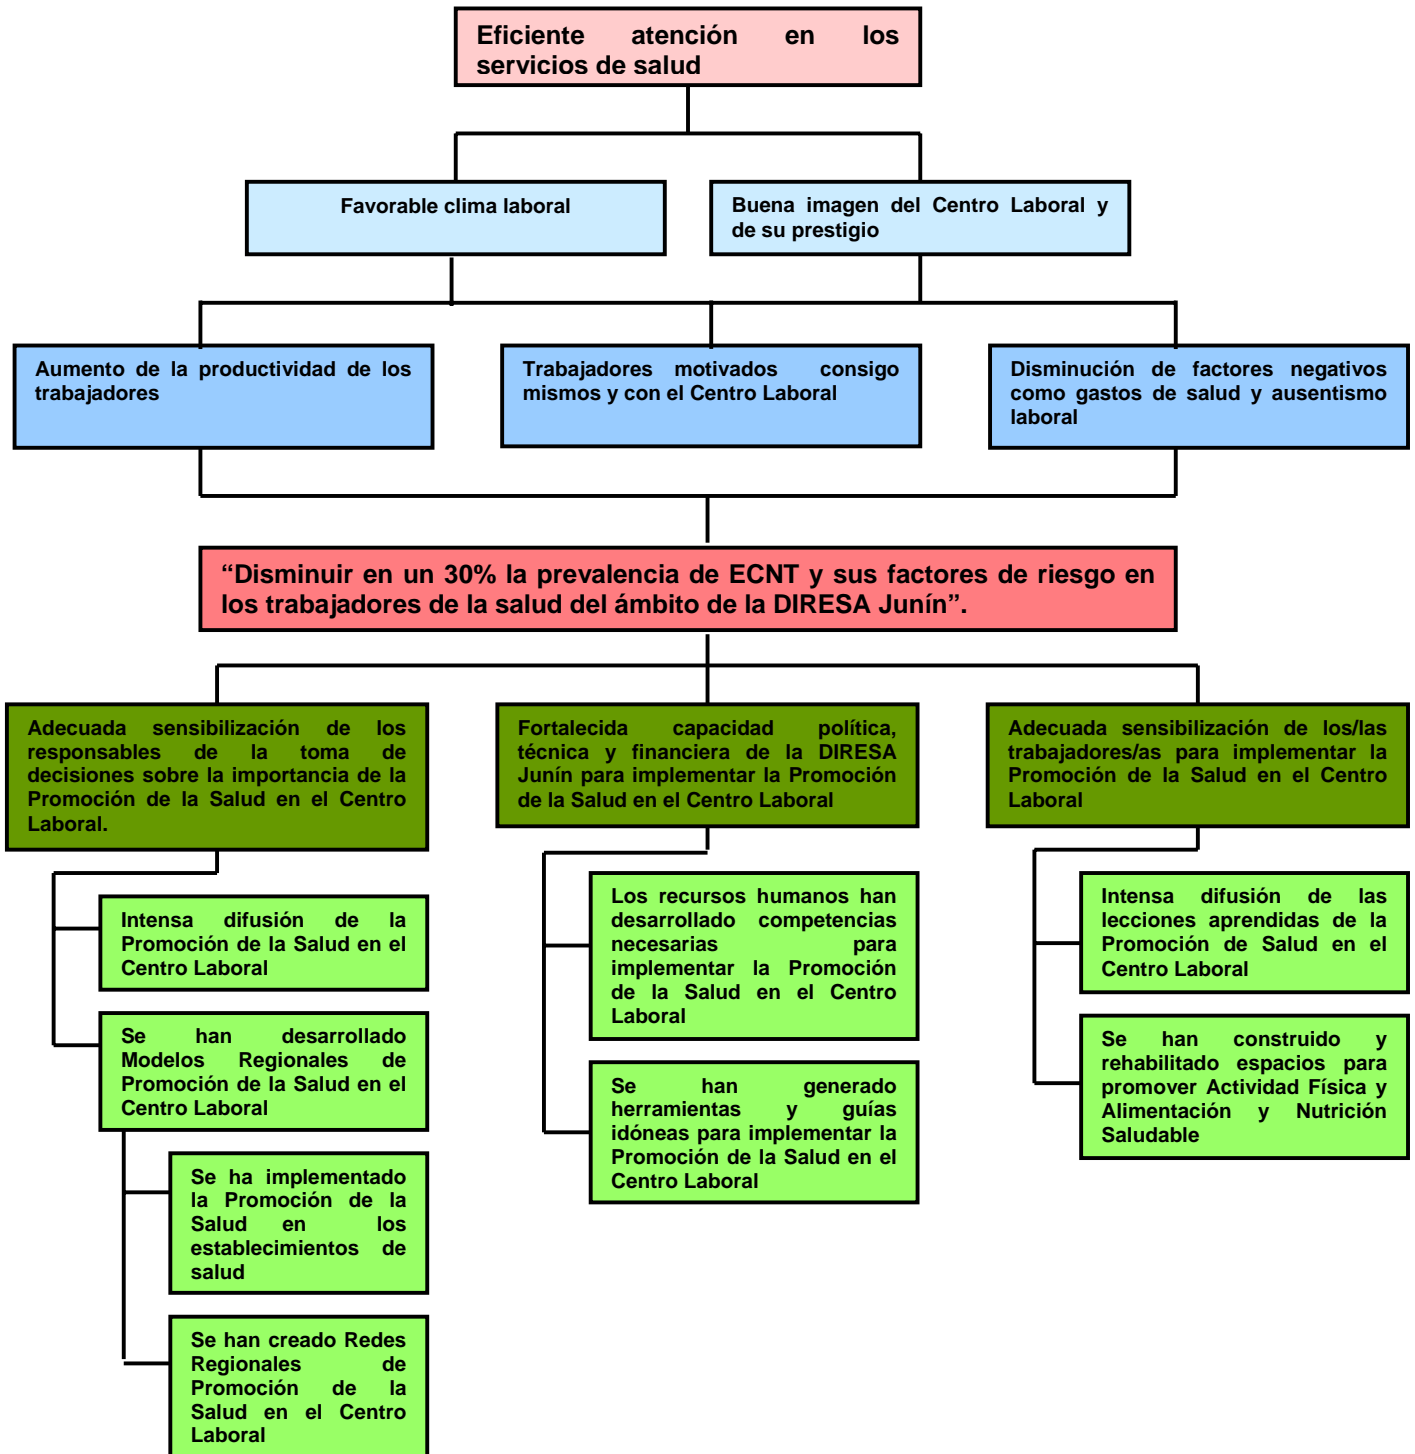 Eficiente atención en los
servicios de salud
Favorable clima laboral
Buena imagen del Centro Laboral y
de su prestigio
Aumento de la productividad de los
trabajadores
Trabajadores motivados consigo
mismos y con el Centro Laboral
Disminución de factores negativos
como gastos de salud y ausentismo
laboral
“Disminuir en un 30% la prevalencia de ECNT y sus factores de riesgo en
los trabajadores de la salud del ámbito de la DIRESA Junín”.
Adecuada sensibilización de los
responsables de la toma de
decisiones sobre la importancia de la
Promoción de la Salud en el Centro
Laboral.
Fortalecida capacidad política,
técnica y financiera de la DIRESA
Junín para implementar la Promoción
de la Salud en el Centro Laboral
Adecuada sensibilización de los/las
trabajadores/as para implementar la
Promoción de la Salud en el Centro
Laboral
Intensa difusión de la
Promoción de la Salud en el
Centro Laboral
Se han desarrollado
Modelos Regionales de
Promoción de la Salud en el
Centro Laboral
Se ha implementado
la Promoción de la
Salud en los
establecimientos de
salud
Se han creado Redes
Regionales de
Promoción de la
Salud en el Centro
Laboral
Los recursos humanos han
desarrollado competencias
necesarias para
implementar la Promoción
de la Salud en el Centro
Laboral
Se han generado
herramientas y guías
idóneas para implementar la
Promoción de la Salud en el
Centro Laboral
Intensa difusión de las
lecciones aprendidas de la
Promoción de Salud en el
Centro Laboral
Se han construido y
rehabilitado espacios para
promover Actividad Física y
Alimentación y Nutrición
Saludable